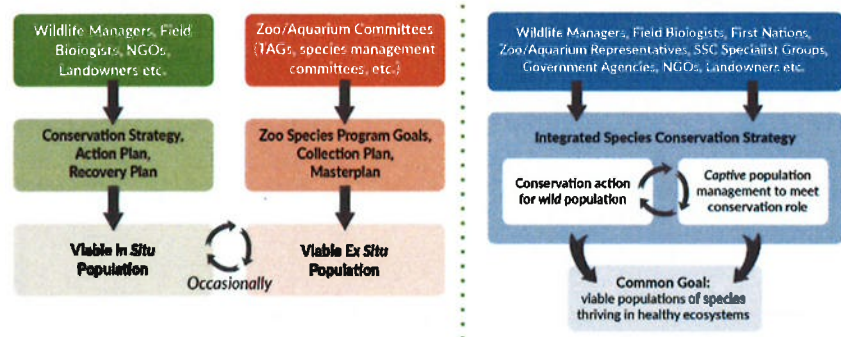 Wildlife Managers, Field
Biologists, NGOs,
Landowners etc.
Conservation Strategy,
Action Plan,
Recovery Plan
Viable In Situ
Population
Zoo/Aquarium Committees
(TAGs, species management
committees, etc.)
Zoo Species Program Goals,
Collection Plan,
Masterplan
Viable Ex Situ
Population
Occasionally
Wildlife Managers, Field Biologists, First Nations,
Zoo/Aquarium Representatives, SSC Specialist Groups,
Government Agencies, NGOs, Landowners etc.
Integrated Species Conservation Strategy
Conservation action
for wild population
Captive population
management to meet
conservation role
Common Goal:
viable populations of species
thriving in healthy ecosystems